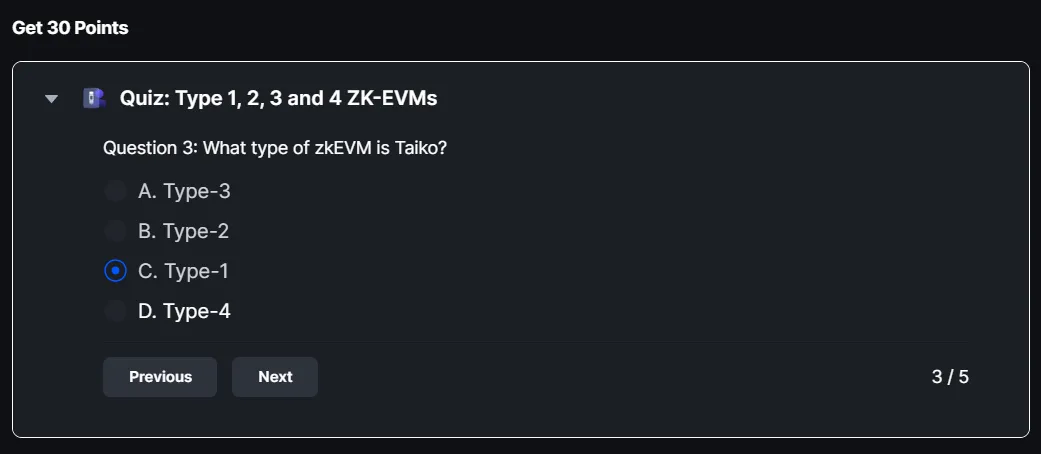 Get 30 Points
Quiz: Type 1, 2, 3 and 4 ZK-EVMs
Question 3: What type of zkEVM is Taiko?
A. Type-3
B. Type-2
C. Type-1
D. Type-4
Previous Next 3 / 5